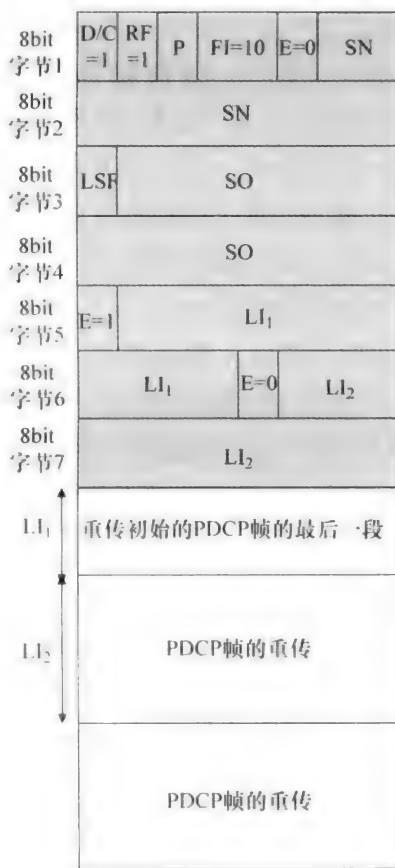 8bit
字节1
D/C
=1
RF
=1
P
FI=10
E=0
SN
8bit
字节2
SN
8bit
字节3
LSF
SO
8bit
字节4
SO
8bit
字节5
E=1
LI₁
8bit
字节6
LI₁
E=0
LI₂
8bit
字节7
LI₂
LI₁
重传初始的PDCP帧的最后一段
LI₂
PDCP帧的重传
PDCP帧的重传